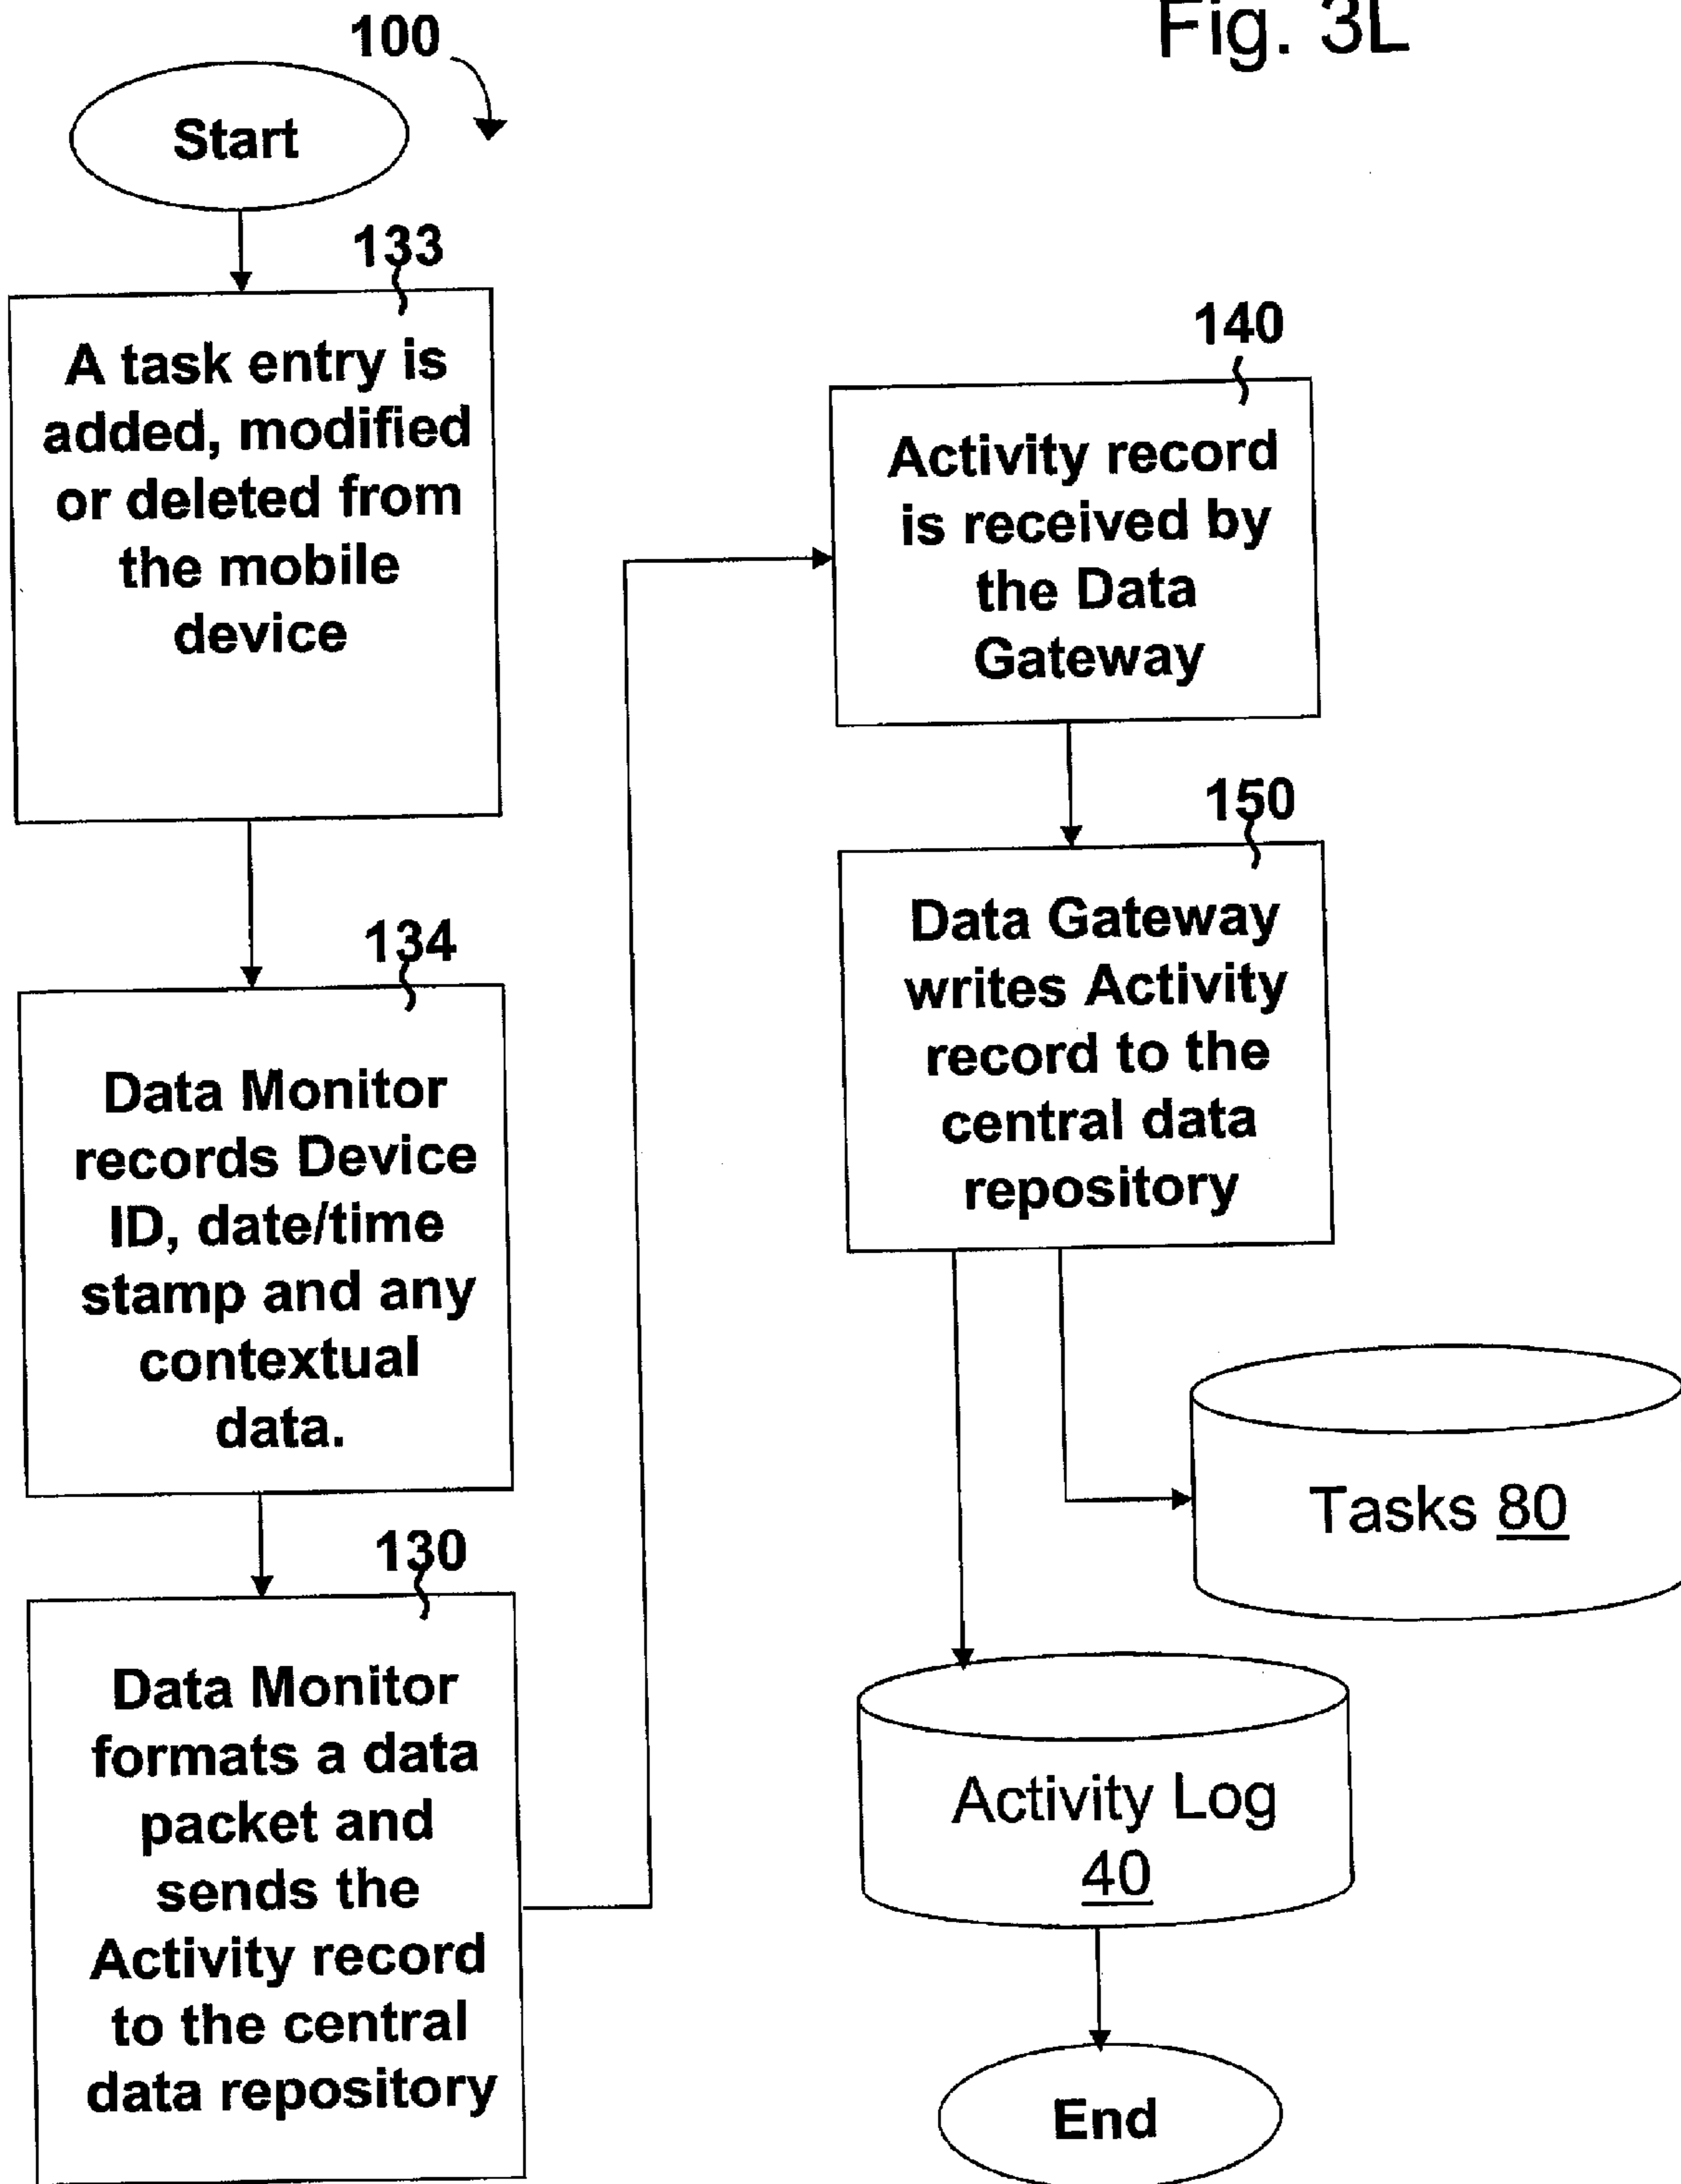 Fig. 3L
100
Start
133
A task entry is
added, modified
or deleted from
the mobile
device
134
Data Monitor
records Device
ID, date/time
stamp and any
contextual
data.
130
Data Monitor
formats a data
packet and
sends the
Activity record
to the central
data repository
140
Activity record
is received by
the Data
Gateway
150
Data Gateway
writes Activity
record to the
central data
repository
Tasks 80
Activity Log
40
End